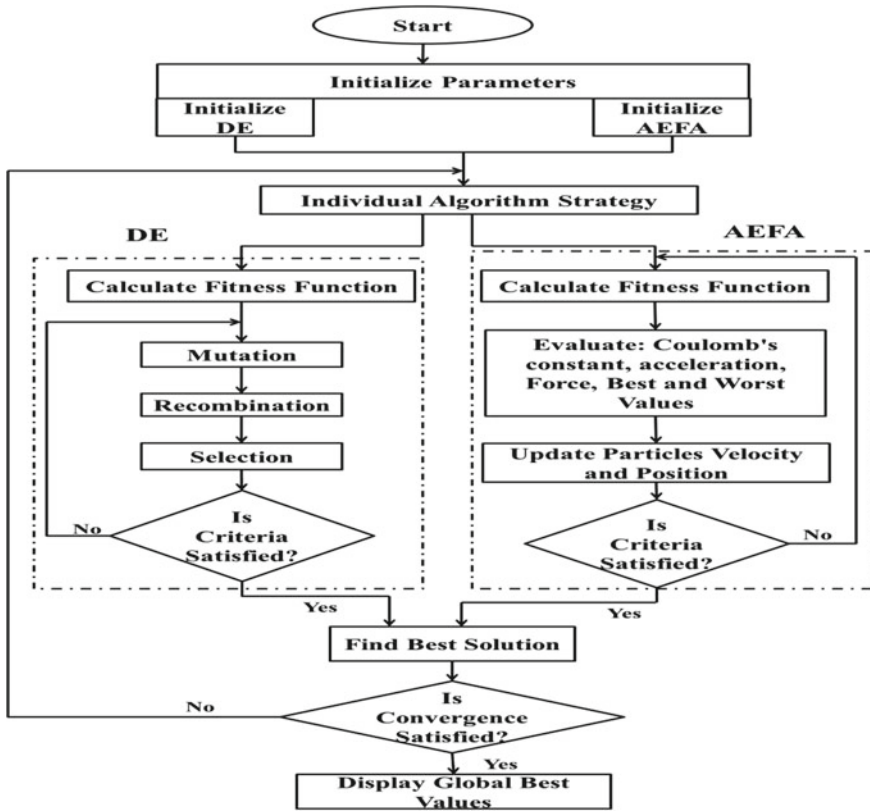 Start
Initialize Parameters
Initialize
DE
Initialize
AEFA
Individual Algorithm Strategy
DE
Calculate Fitness Function
Mutation
Recombination
Selection
Is
Criteria
Satisfied?
No
Yes
AEFA
Calculate Fitness Function
Evaluate: Coulomb's
constant, acceleration,
Force, Best and Worst
Values
Update Particles Velocity
and Position
Is
Criteria
Satisfied?
No
Yes
Find Best Solution
Is
Convergence
Satisfied?
No
Yes
Display Global Best
Values